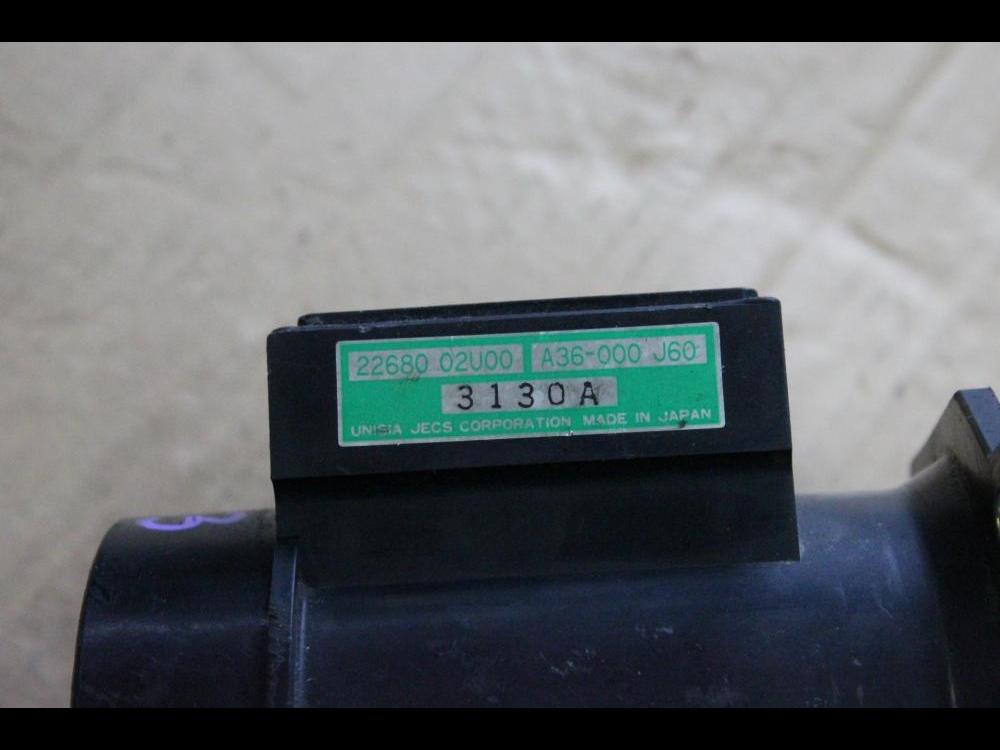 22680 02U00 A36-000 J60
3130A
UNISIA JECS CORPORATION MADE IN JAPAN